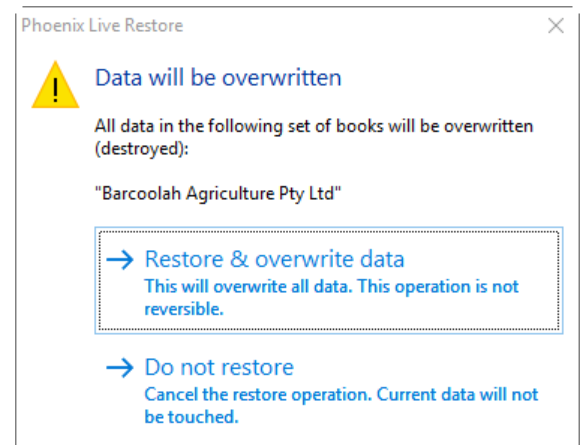 Phoenix Live Restore
Data will be overwritten
All data in the following set of books will be overwritten
(destroyed):
"Barcoolah Agriculture Pty Ltd"
Restore & overwrite data
This will overwrite all data. This operation is not
reversible.
Do not restore
Cancel the restore operation. Current data will not
be touched.